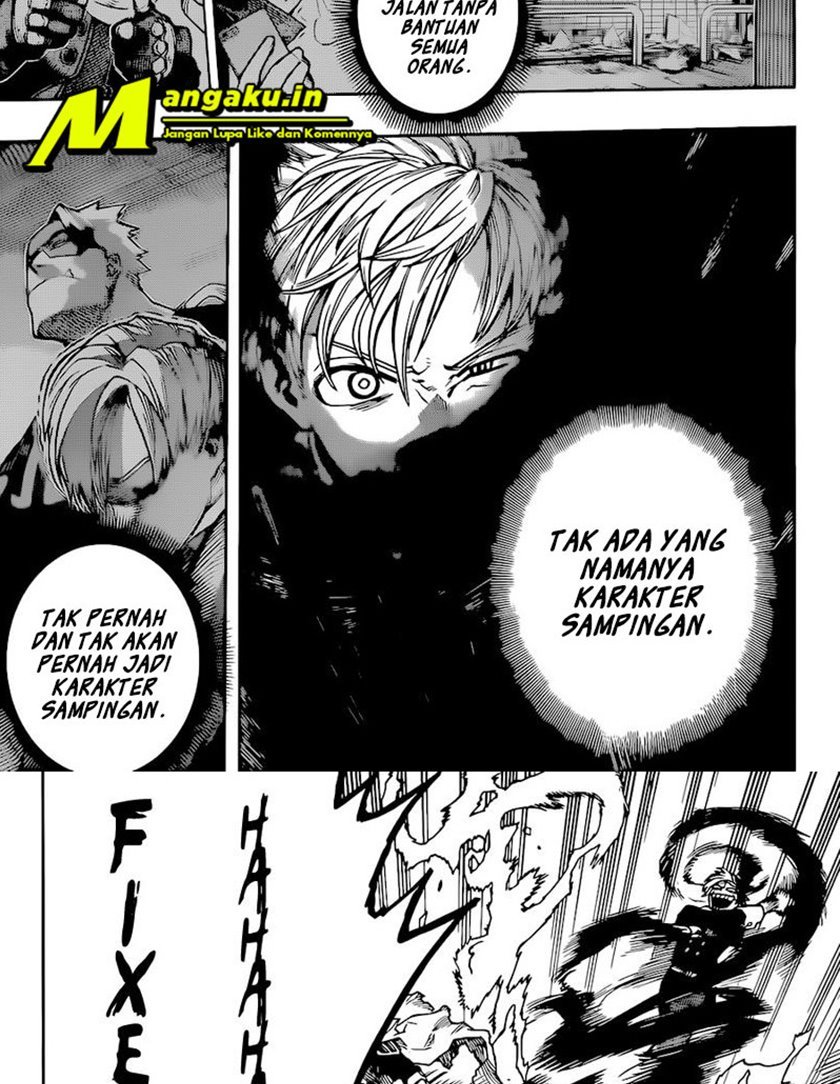 JALAN TANPA
BANTUAN
SEMUA
ORANG.
Mangaku.in
Jangan Lupa Like dan Komennya
TAK ADA YANG
NAMANYA
KARAKTER
SAMPINGAN.
TAK PERNAH
DAN TAK AKAN
PERNAH JADI
KARAKTER
SAMPINGAN.
HAHAHAH
FIXE